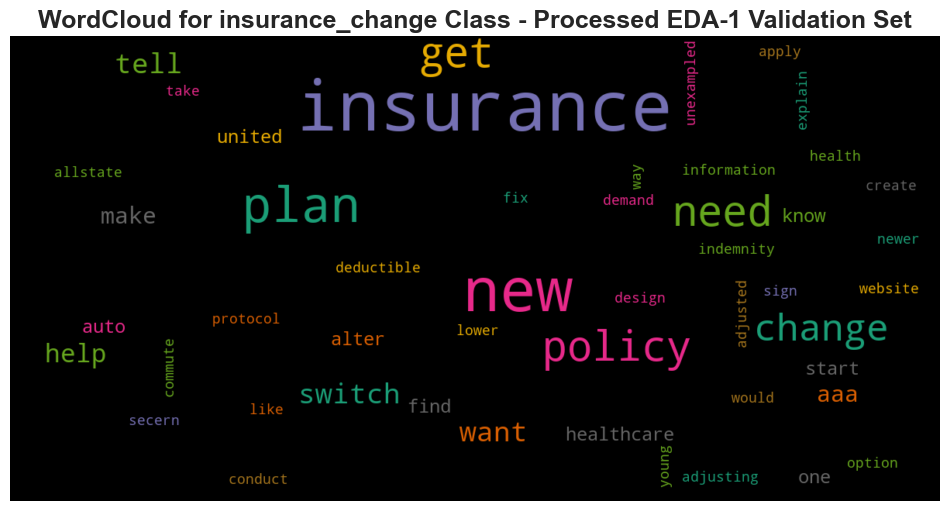 WordCloud for insurance_change Class - Processed EDA-1 Validation Set
get
tell
apply
unexampled
explain
take
insurance
united
health
allstate
way
information
create
plan
fix
demand
make
need
know
newer
indemnity
deductible
new
design
adjusted
sign
website
protocol
auto
lower
change
alter
policy
help
commute
start
switch
would
aaa
like
find
secern
want
healthcare
young
option
conduct
adjusting
one